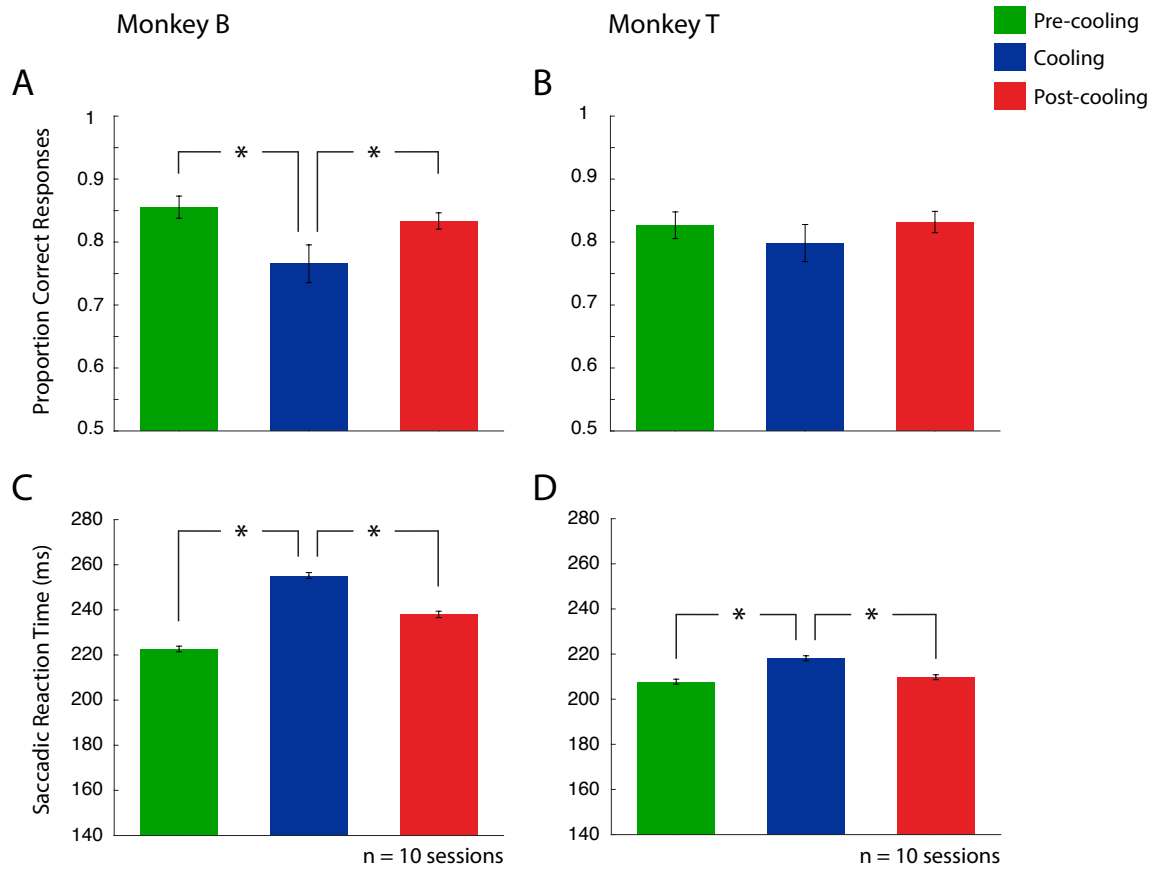 Monkey B
Monkey T
Pre-cooling
Cooling
Post-cooling
A
Proportion Correct Responses
1
0.9
0.8
0.7
0.6
0.5
*
*
B
1
0.9
0.8
0.7
0.6
0.5
C
Saccadic Reaction Time (ms)
280
260
240
220
200
180
160
140
*
*
n = 10 sessions
D
280
260
240
220
200
180
160
140
*
*
n = 10 sessions